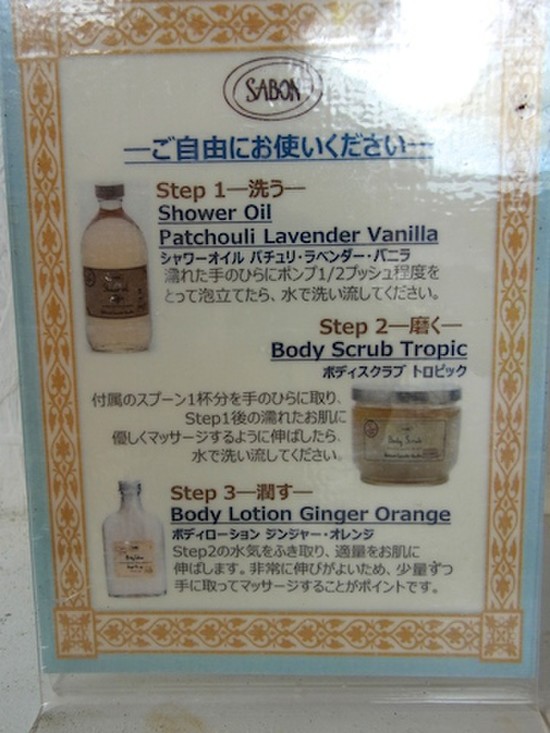 SABON
―ご自由にお使いください―
Step 1―洗う―
Shower Oil
Patchouli Lavender Vanilla
シャワーオイル パチュリ・ラベンダー・バニラ
濡れた手のひらにポンプ1/2プッシュ程度を
とって泡立てたら、水で洗い流してください。
Step 2―磨く―
Body Scrub Tropic
ボディスクラブ トロピック
付属のスプーン1杯分を手のひらに取り、
Step1後の濡れたお肌に
優しくマッサージするように伸ばしたら、
水で洗い流してください。
Body Scrub
Step 3―潤す―
Body Lotion Ginger Orange
ボディローション ジンジャー・オレンジ
Step2の水気をふき取り、適量をお肌に
伸ばします。非常に伸びがよいため、少量ずつ
手に取ってマッサージすることがポイントです。